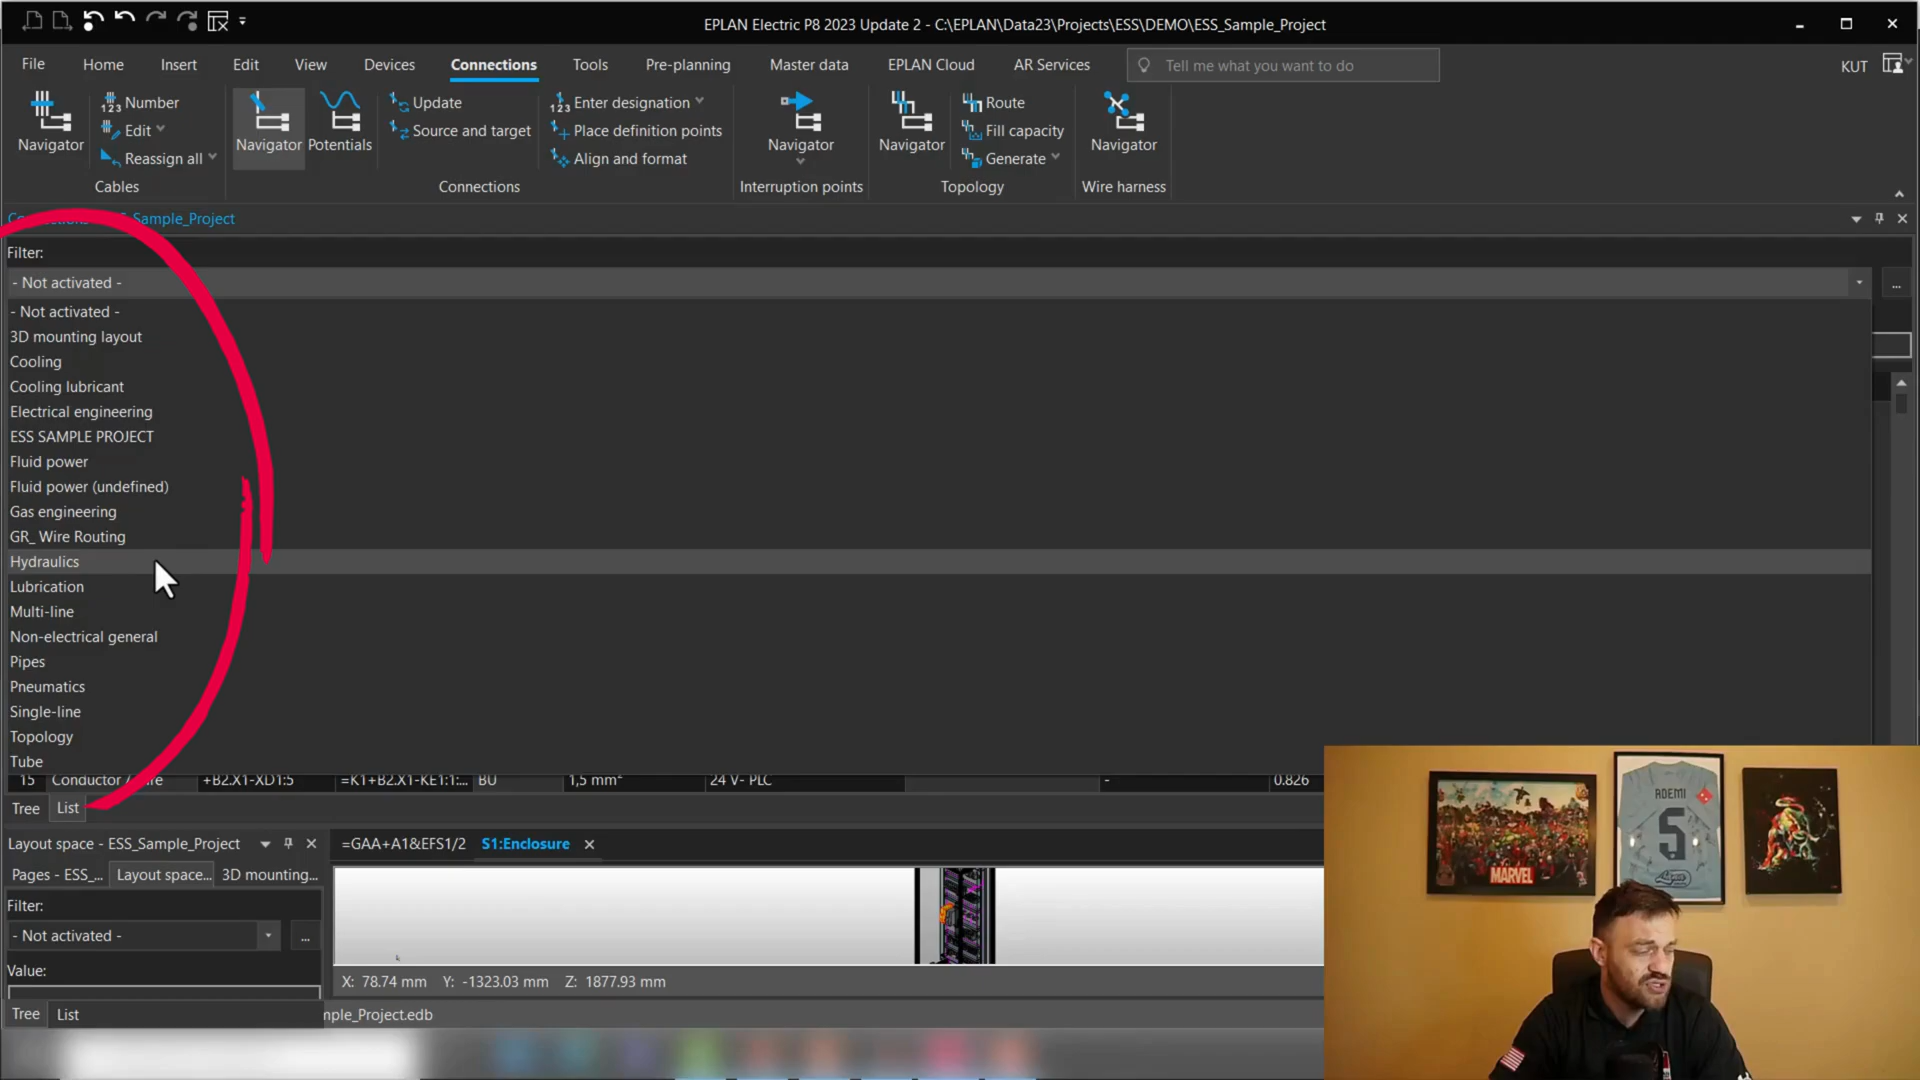 EPLAN Electric P8 2023 Update 2 - C:\EPLAN\Data23\Projects\ESS\DEMO\ESS_Sample_Project
File Home Insert Edit View Devices Connections Tools Pre-planning Master data EPLAN Cloud AR Services Tell me what you want to do KUT
Navigator
Number
Edit
Reassign all
Cables
Navigator
Potentials
Update
Source and target
Enter designation
Place definition points
Align and format
Connections
Navigator
Interruption points
Navigator
Route
Fill capacity
Generate
Topology
Navigator
Wire harness
Sample_Project
Filter:
- Not activated -
...
- Not activated -
3D mounting layout
Cooling
Cooling lubricant
Electrical engineering
ESS SAMPLE PROJECT
Fluid power
Fluid power (undefined)
Gas engineering
GR_ Wire Routing
Hydraulics
Lubrication
Multi-line
Non-electrical general
Pipes
Pneumatics
Single-line
Topology
Tube
15 Conductor / +B2.X1-XD1:5 =K1+B2.X1-KE1:1:... BU 1,5 mm² 24 V- PLC - 0.826
Tree List
Layout space - ESS_Sample_Project
=GAA+A1&EFS1/2 S1:Enclosure
Pages - ESS_... Layout space... 3D mounting...
Filter:
- Not activated -
...
Value:
X: 78.74 mm Y: -1323.03 mm Z: 1877.93 mm
Tree List
mple_Project.edb
MARVEL
ADEMI
5